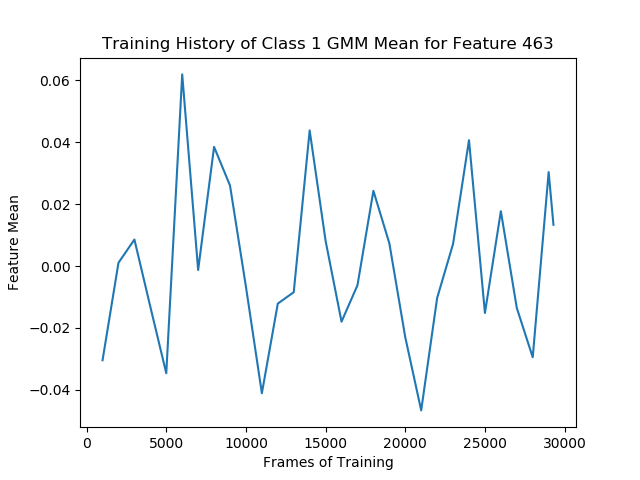 Training History of Class 1 GMM Mean for Feature 463
0.06
0.04
0.02
0.00
−0.02
−0.04
Feature Mean
0 5000 10000 15000 20000 25000 30000
Frames of Training